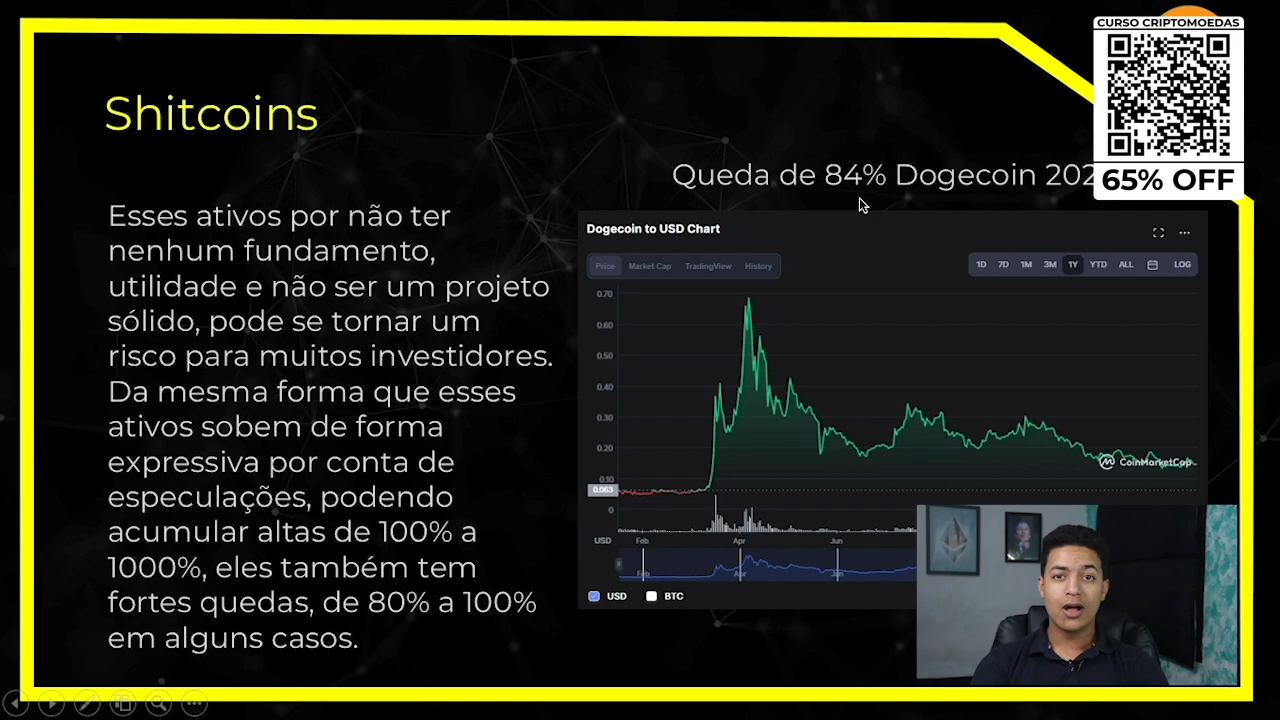 CURSO CRIPTOMOEDAS
65% OFF
Shitcoins
Queda de 84% Dogecoin 202
Esses ativos por não ter
nenhum fundamento,
utilidade e não ser um projeto
sólido, pode se tornar um
risco para muitos investidores.
Da mesma forma que esses
ativos sobem de forma
expressiva por conta de
especulações, podendo
acumular altas de 100% a
1000%, eles também tem
fortes quedas, de 80% a 100%
em alguns casos.
Dogecoin to USD Chart
Price Market Cap TradingView History
1D 7D 1M 3M 1Y YTD ALL LOG
0.70
0.60
0.50
0.40
0.30
0.20
0.10
0.063
0
CoinMarketCap
USD Feb Apr Jun
Feb Apr Jun
USD BTC